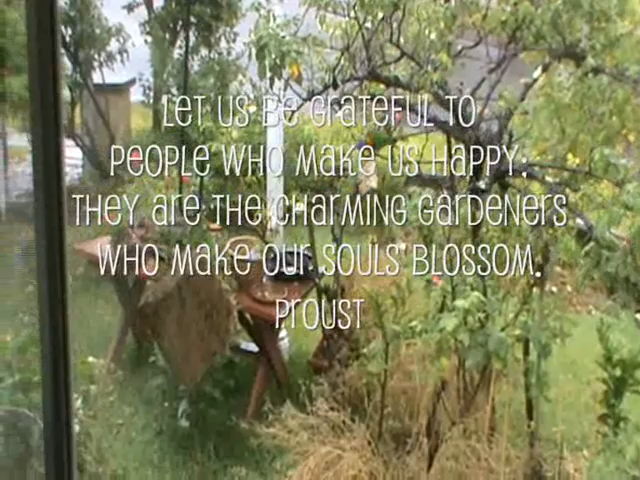 Let us be grateful to
people who make us happy;
they are the charming gardeners
who make our souls blossom.
Proust